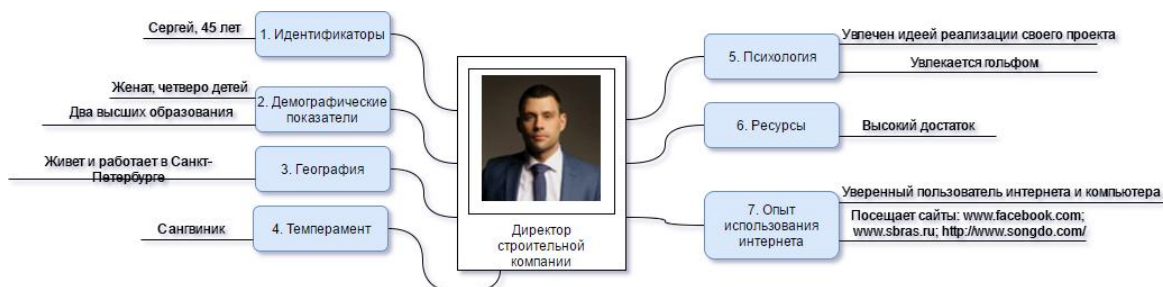 Сергей, 45 лет
1. Идентификаторы
Женат, четверо детей
Два высших образования
2. Демографические
показатели
Живет и работает в Санкт-
Петербурге
3. География
Сангвиник
4. Темперамент
Директор
строительной
компании
5. Психология
Увлечен идеей реализации своего проекта
Увлекается гольфом
6. Ресурсы
Высокий достаток
7. Опыт
использования
интернета
Уверенный пользователь интернета и компьютера
Посещает сайты: www.facebook.com;
www.sbras.ru; http://www.songdo.com/